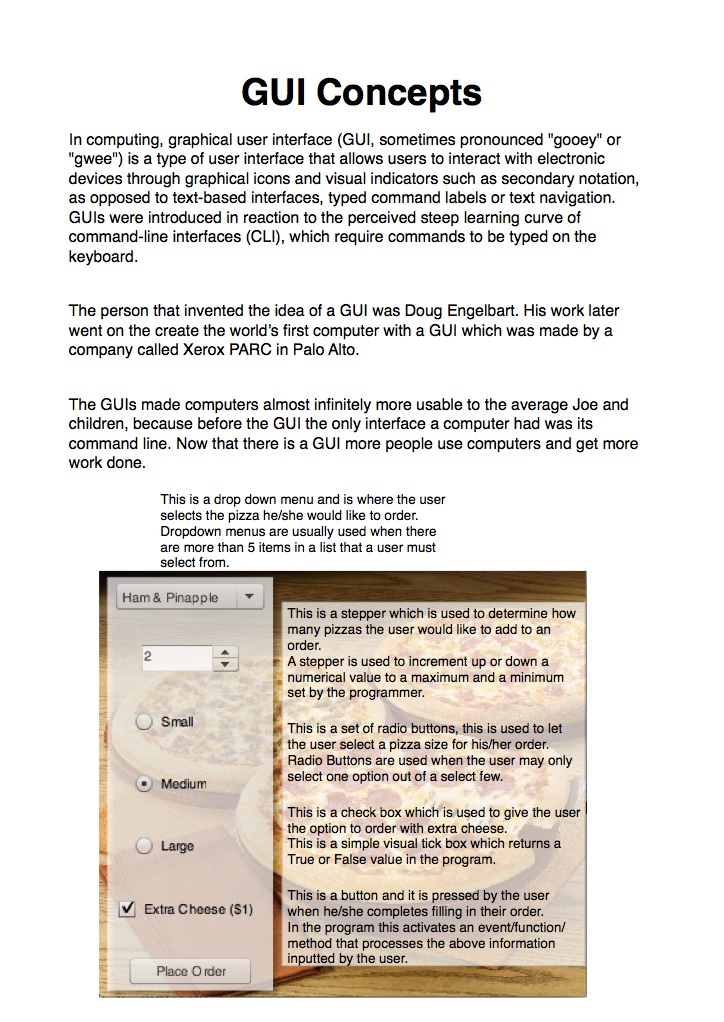 GUI Concepts
In computing, graphical user interface (GUI, sometimes pronounced "gooey" or
"gwee") is a type of user interface that allows users to interact with electronic
devices through graphical icons and visual indicators such as secondary notation,
as opposed to text-based interfaces, typed command labels or text navigation.
GUIs were introduced in reaction to the perceived steep learning curve of
command-line interfaces (CLI), which require commands to be typed on the
keyboard.
The person that invented the idea of a GUI was Doug Engelbart. His work later
went on the create the world’s first computer with a GUI which was made by a
company called Xerox PARC in Palo Alto.
The GUIs made computers almost infinitely more usable to the average Joe and
children, because before the GUI the only interface a computer had was its
command line. Now that there is a GUI more people use computers and get more
work done.
This is a drop down menu and is where the user
selects the pizza he/she would like to order.
Dropdown menus are usually used when there
are more than 5 items in a list that a user must
select from.
Ham & Pinapple
This is a stepper which is used to determine how
many pizzas the user would like to add to an
order.
A stepper is used to increment up or down a
numerical value to a maximum and a minimum
set by the programmer.
2
Small
This is a set of radio buttons, this is used to let
the user select a pizza size for his/her order.
Radio Buttons are used when the user may only
select one option out of a select few.
Medium
This is a check box which is used to give the user
the option to order with extra cheese.
This is a simple visual tick box which returns a
True or False value in the program.
Large
This is a button and it is pressed by the user
when he/she completes filling in their order.
In the program this activates an event/function/
method that processes the above information
inputted by the user.
Extra Cheese ($1)
Place Order